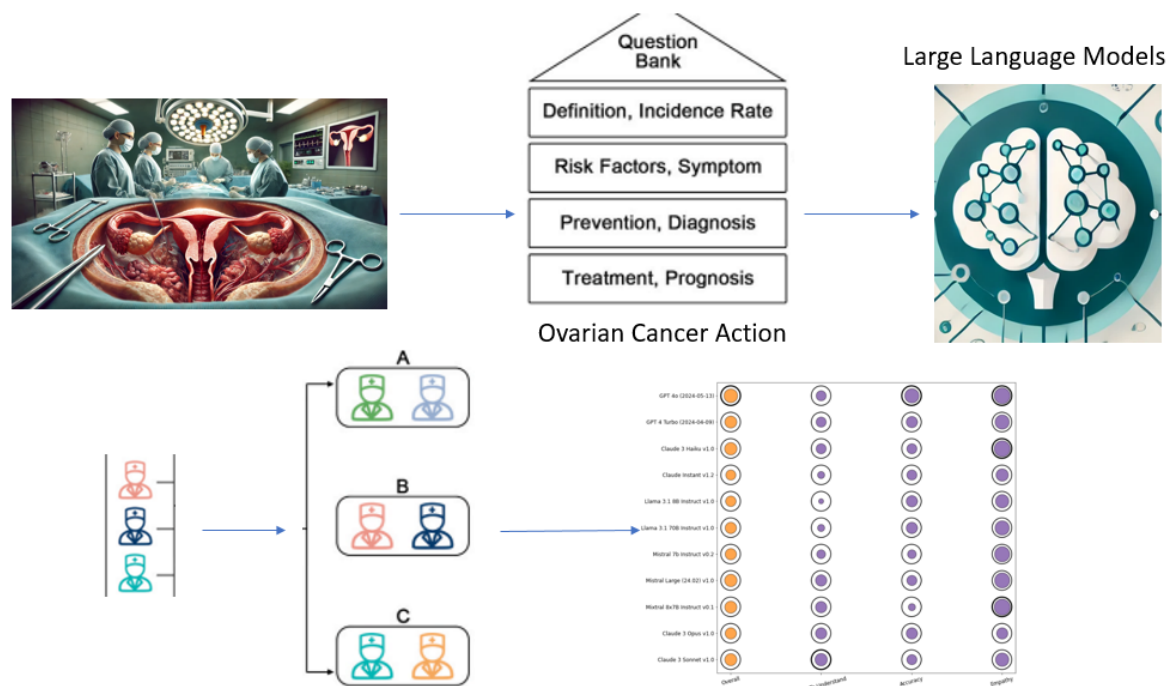 Question
Bank
Large Language Models
Definition, Incidence Rate
Risk Factors, Symptom
Prevention, Diagnosis
Treatment, Prognosis
Ovarian Cancer Action
A
B
C
GPT 4o (2024-05-13)
GPT 4 Turbo (2024-04-09)
Claude 3 Haiku v1.0
Claude Instant v1.2
Llama 3.1 8B Instruct v1.0
Llama 3.1 70B Instruct v1.0
Mistral 7b Instruct v0.2
Mistral Large (24.02) v1.0
Mixtral 8x7B Instruct v0.1
Claude 3 Opus v1.0
Claude 3 Sonnet v1.0
Overall
Understand
Accuracy
Empathy